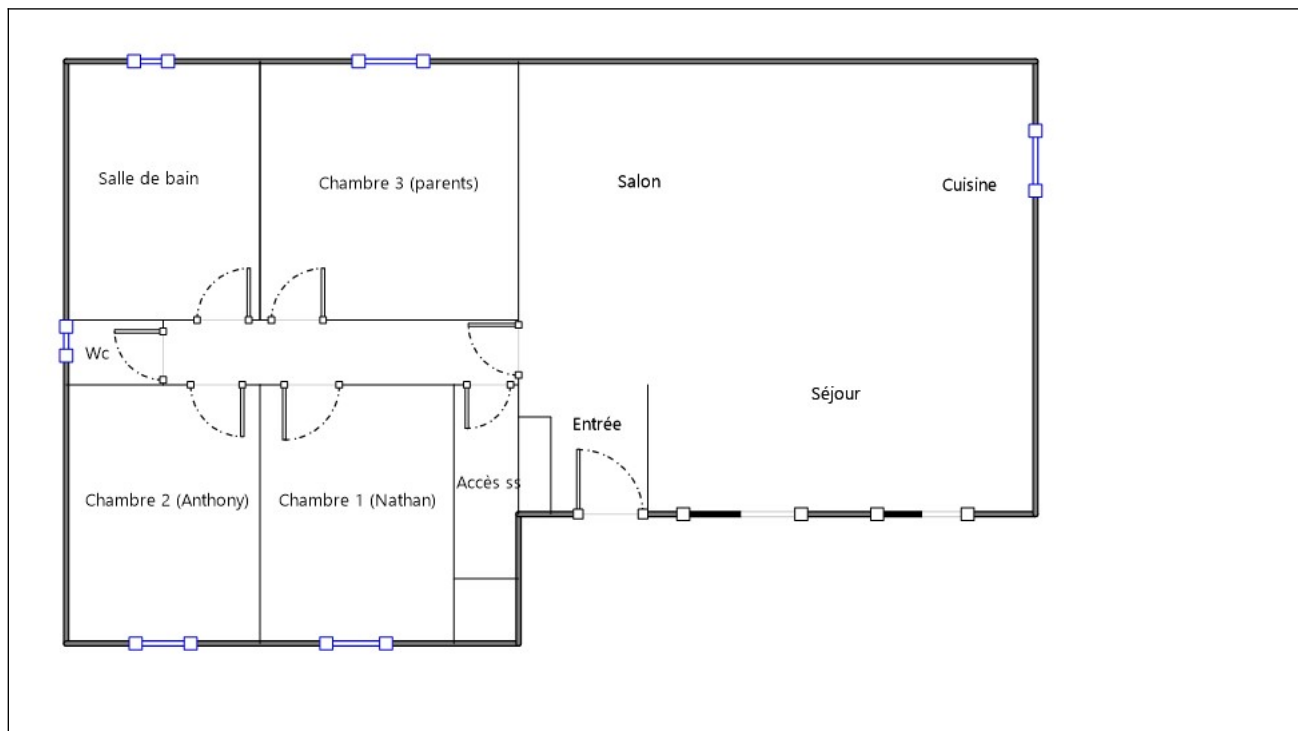 Salle de bain
Chambre 3 (parents)
Salon
Cuisine
Wc
Séjour
Entrée
Accès ss
Chambre 2 (Anthony)
Chambre 1 (Nathan)